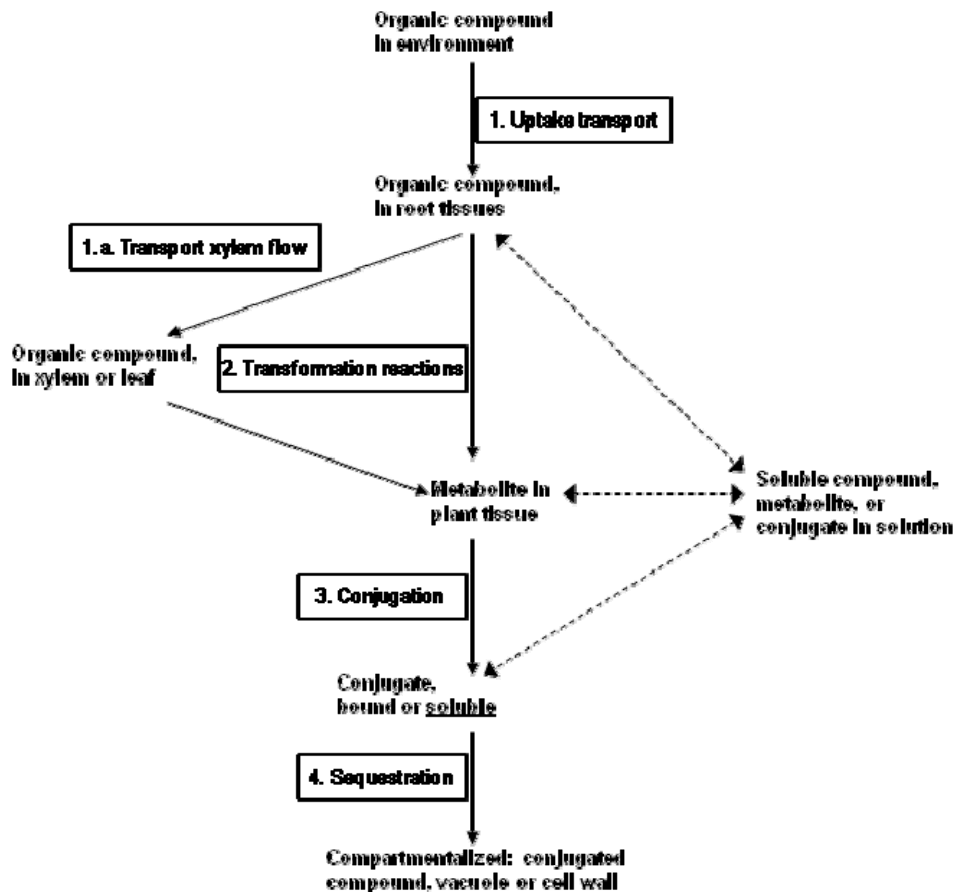 Organic compound
in environment
1. Uptake transport
Organic compound,
in root tissues
1.a. Transport xylem flow
Organic compound,
in xylem or leaf
2. Transformation reactions
Metabolite in
plant tissue
Soluble compound,
metabolite, or
conjugate in solution
3. Conjugation
Conjugate,
bound or soluble
4. Sequestration
Compartmentalized: conjugated
compound, vacuole or cell wall